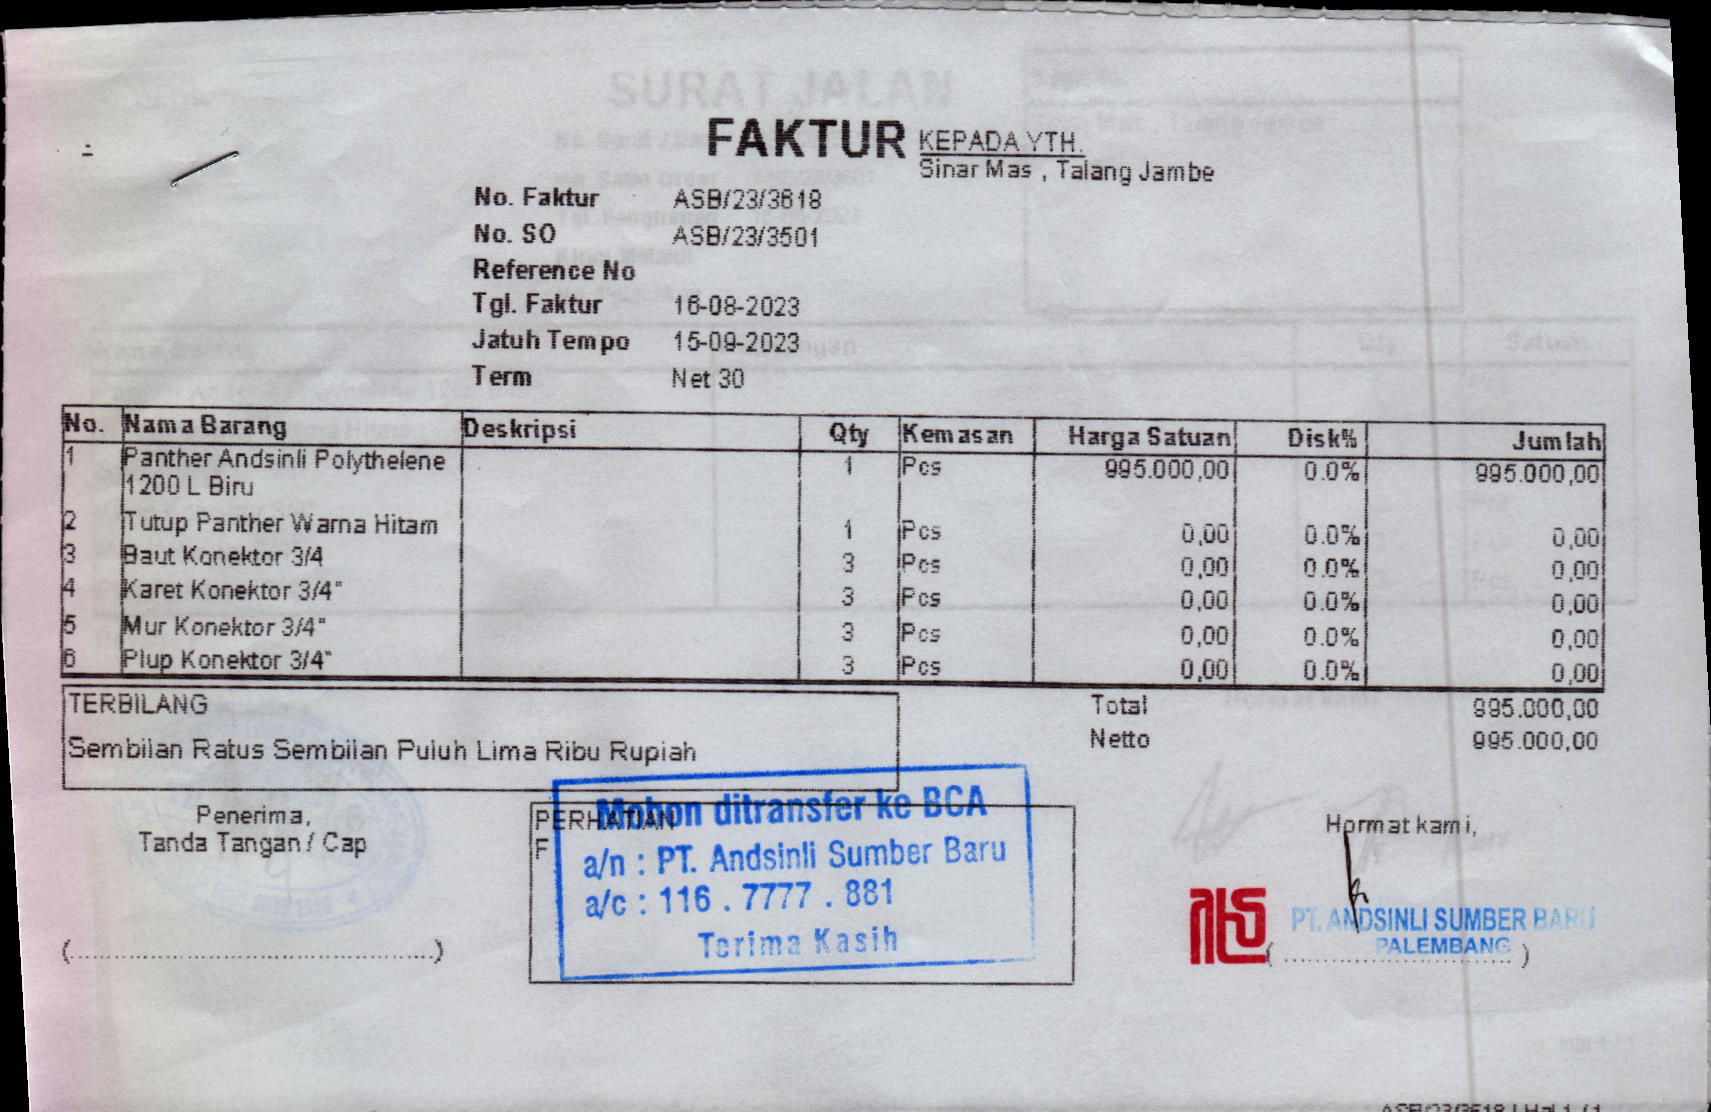 FAKTUR
KEPADA YTH.
Sinar Mas , Talang Jambe
No. Faktur ASB/23/3618
No. SO ASB/23/3501
Reference No
Tgl. Faktur 16-08-2023
Jatuh Tempo 15-09-2023
Term Net 30
No. Nama Barang Deskripsi Qty Kemasan Harga Satuan Disk% Jumlah
1 Panther Andsinli Polythelene 1 Pcs 995.000,00 0.0% 995.000,00
1200 L Biru
2 Tutup Panther Warna Hitam 1 Pcs 0,00 0.0% 0,00
3 Baut Konektor 3/4 3 Pcs 0,00 0.0% 0,00
4 Karet Konektor 3/4" 3 Pcs 0,00 0.0% 0,00
5 Mur Konektor 3/4" 3 Pcs 0,00 0.0% 0,00
6 Plup Konektor 3/4" 3 Pcs 0,00 0.0% 0,00
TERBILANG
Sembilan Ratus Sembilan Puluh Lima Ribu Rupiah
Total 995.000,00
Netto 995.000,00
Penerima,
Tanda Tangan / Cap
(..........................................)
PERHATIAN
F
Mohon ditransfer ke BCA
a/n : PT. Andsinli Sumber Baru
a/c : 116 . 7777 . 881
Terima Kasih
Hormat kami,
PT. ANDSINLI SUMBER BARU
PALEMBANG
ASB/23/3618 | Hal 1 / 1